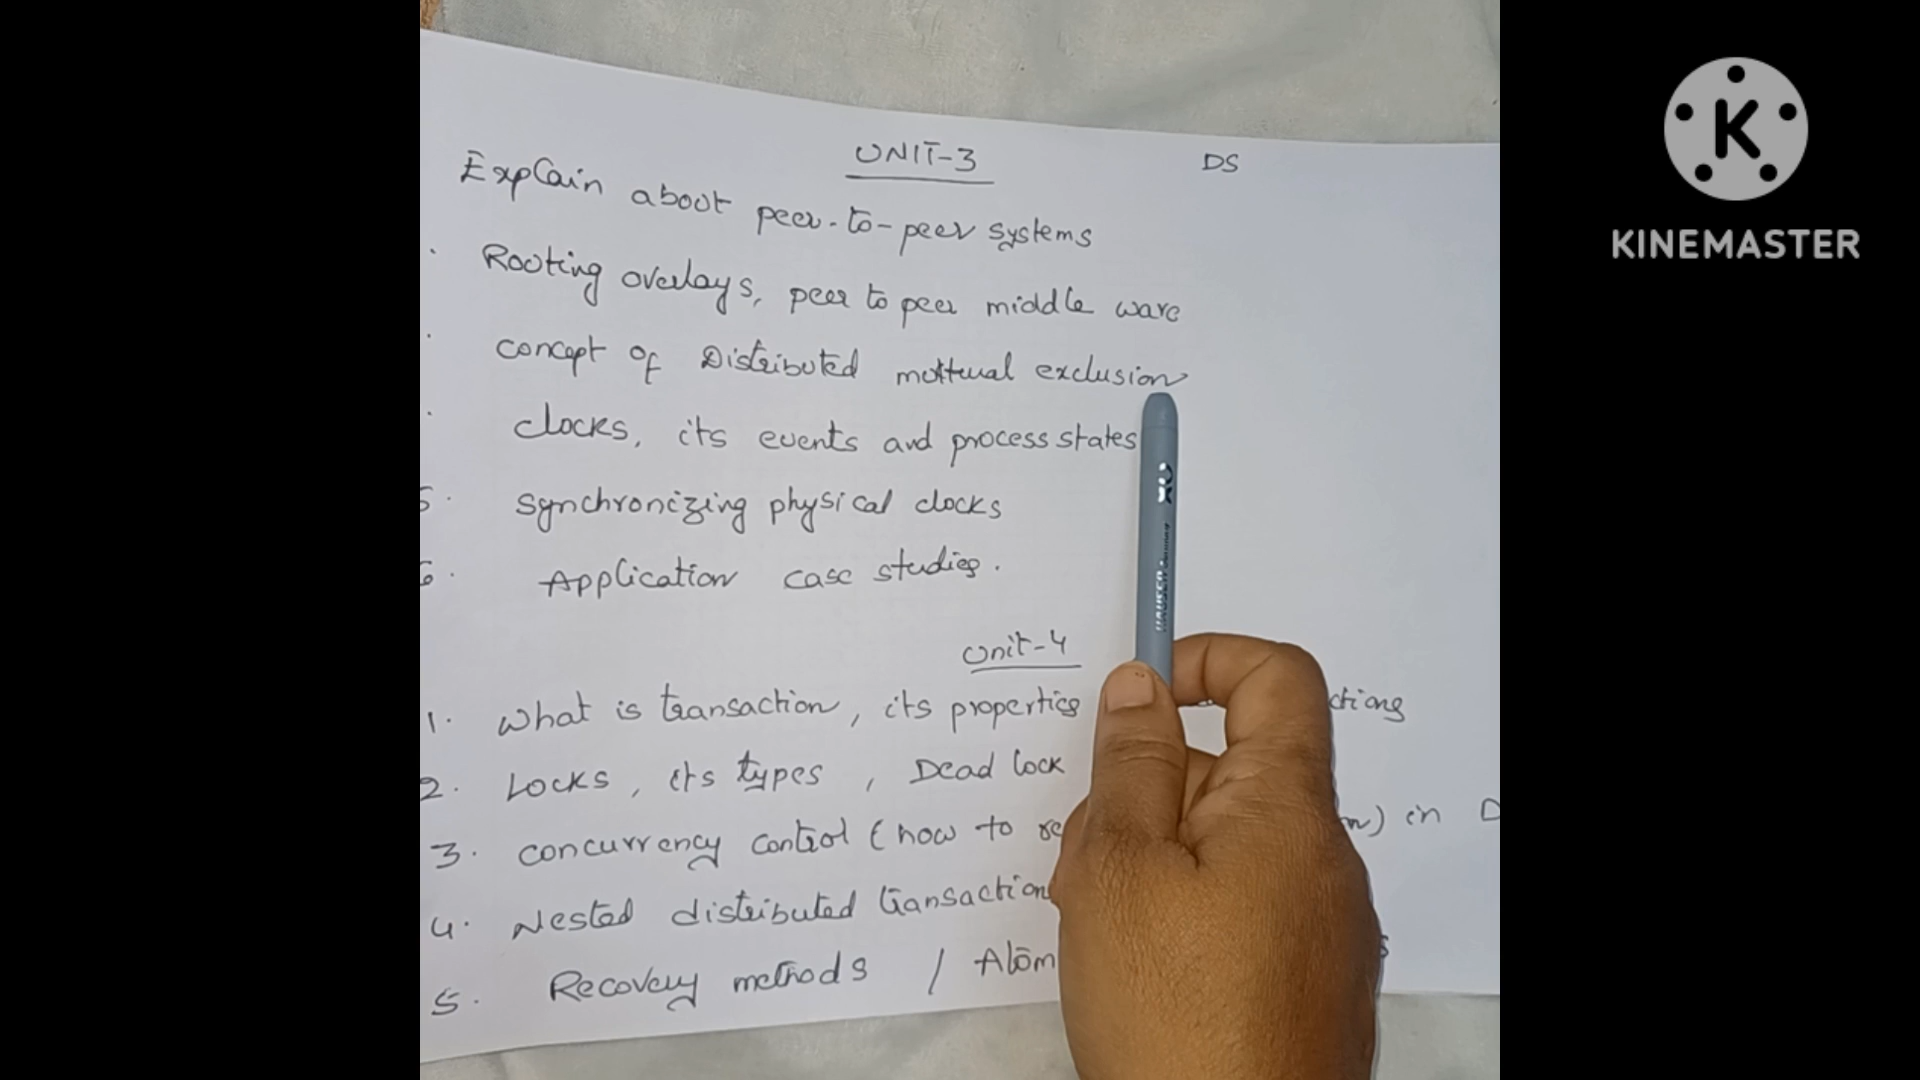 UNIT-3 DS
Explain about peer-to-peer systems
Rooting overlays, peer to peer middle ware
concept of Distributed muttual exclusion
clocks, its events and process states
5. Synchronizing physical clocks
6. Application case studies.
Unit-4
1. What is transaction, its properties
2. Locks, its types, Dead lock
3. concurrency control (how to in
4. Nested distributed transaction
5. Recovery methods /
K
KINEMASTER
HAUSER
XO